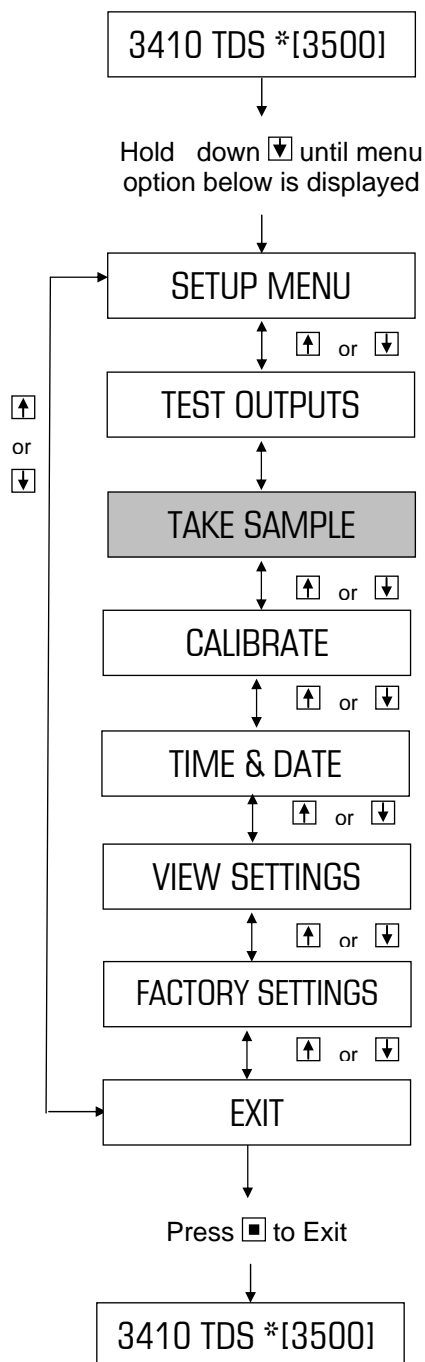 3410 TDS *[3500]
Hold down ↓ until menu
option below is displayed
SETUP MENU
↑ or ↓
TEST OUTPUTS
↑
or
↓
TAKE SAMPLE
↑ or ↓
CALIBRATE
↑ or ↓
TIME & DATE
↑ or ↓
VIEW SETTINGS
↑ or ↓
FACTORY SETTINGS
↑ or ↓
EXIT
Press ■ to Exit
3410 TDS *[3500]